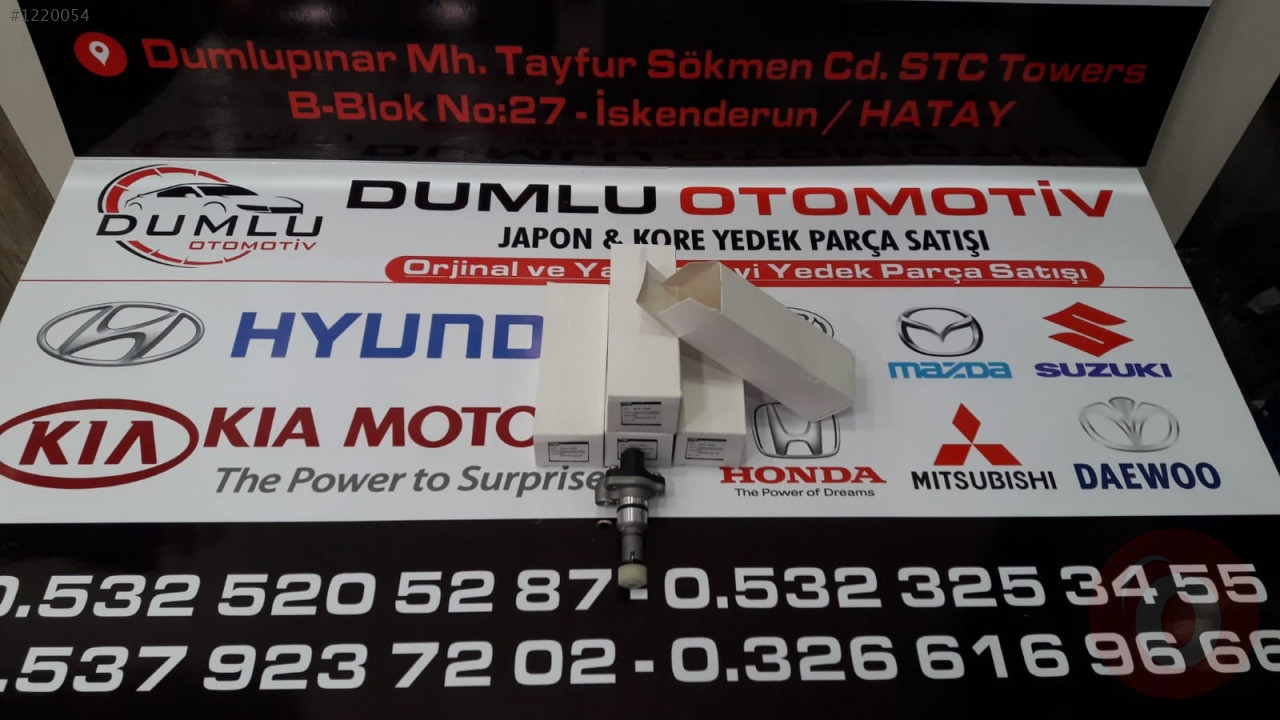 #1220054
Dumlupınar Mh. Tayfur Sökmen Cd. STC Towers
B-Blok No:27 - İskenderun / HATAY
DUMLU OTOMOTİV
DUMLU OTOMOTİV
JAPON & KORE YEDEK PARÇA SATIŞI
Orjinal ve Ya Yedek Parça Satışı
HYUND
mazda
SUZUKI
KIA
KIA MOTO
The Power to Surprise
HONDA
The Power of Dreams
MITSUBISHI
DAEWOO
0.532 520 52 87 - 0.532 325 34 55
.537 923 72 02 - 0.326 616 96 66